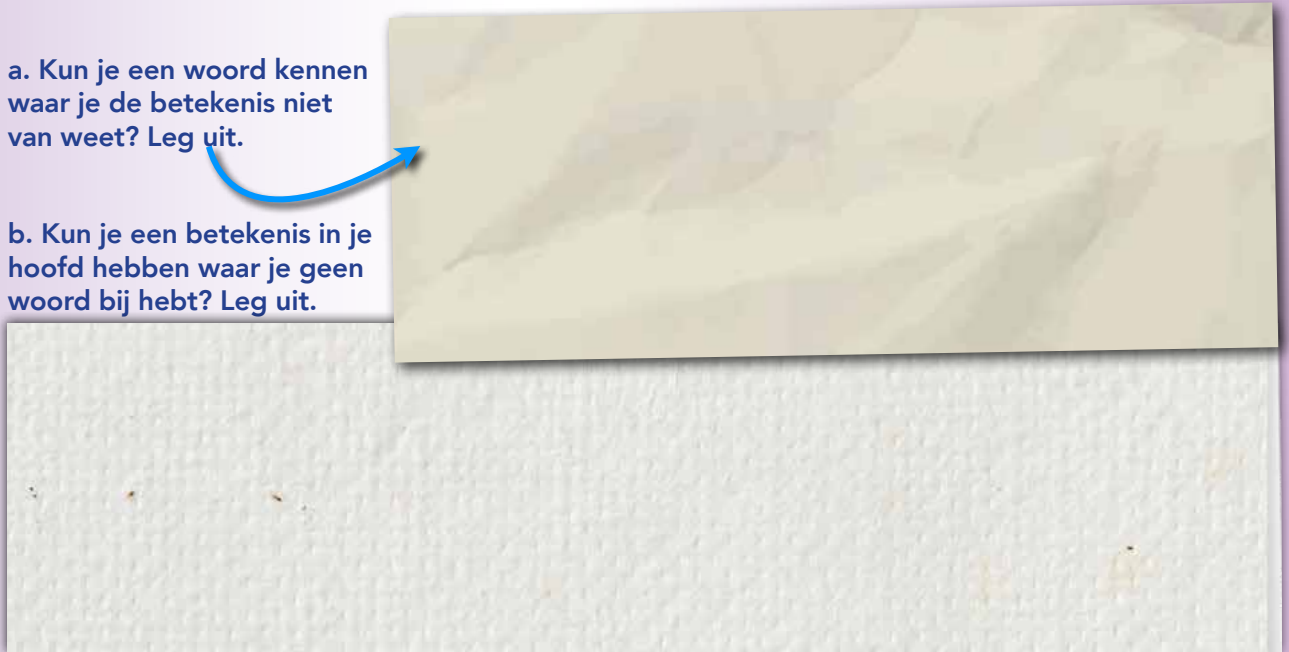 a. Kun je een woord kennen
waar je de betekenis niet
van weet? Leg uit.
b. Kun je een betekenis in je
hoofd hebben waar je geen
woord bij hebt? Leg uit.